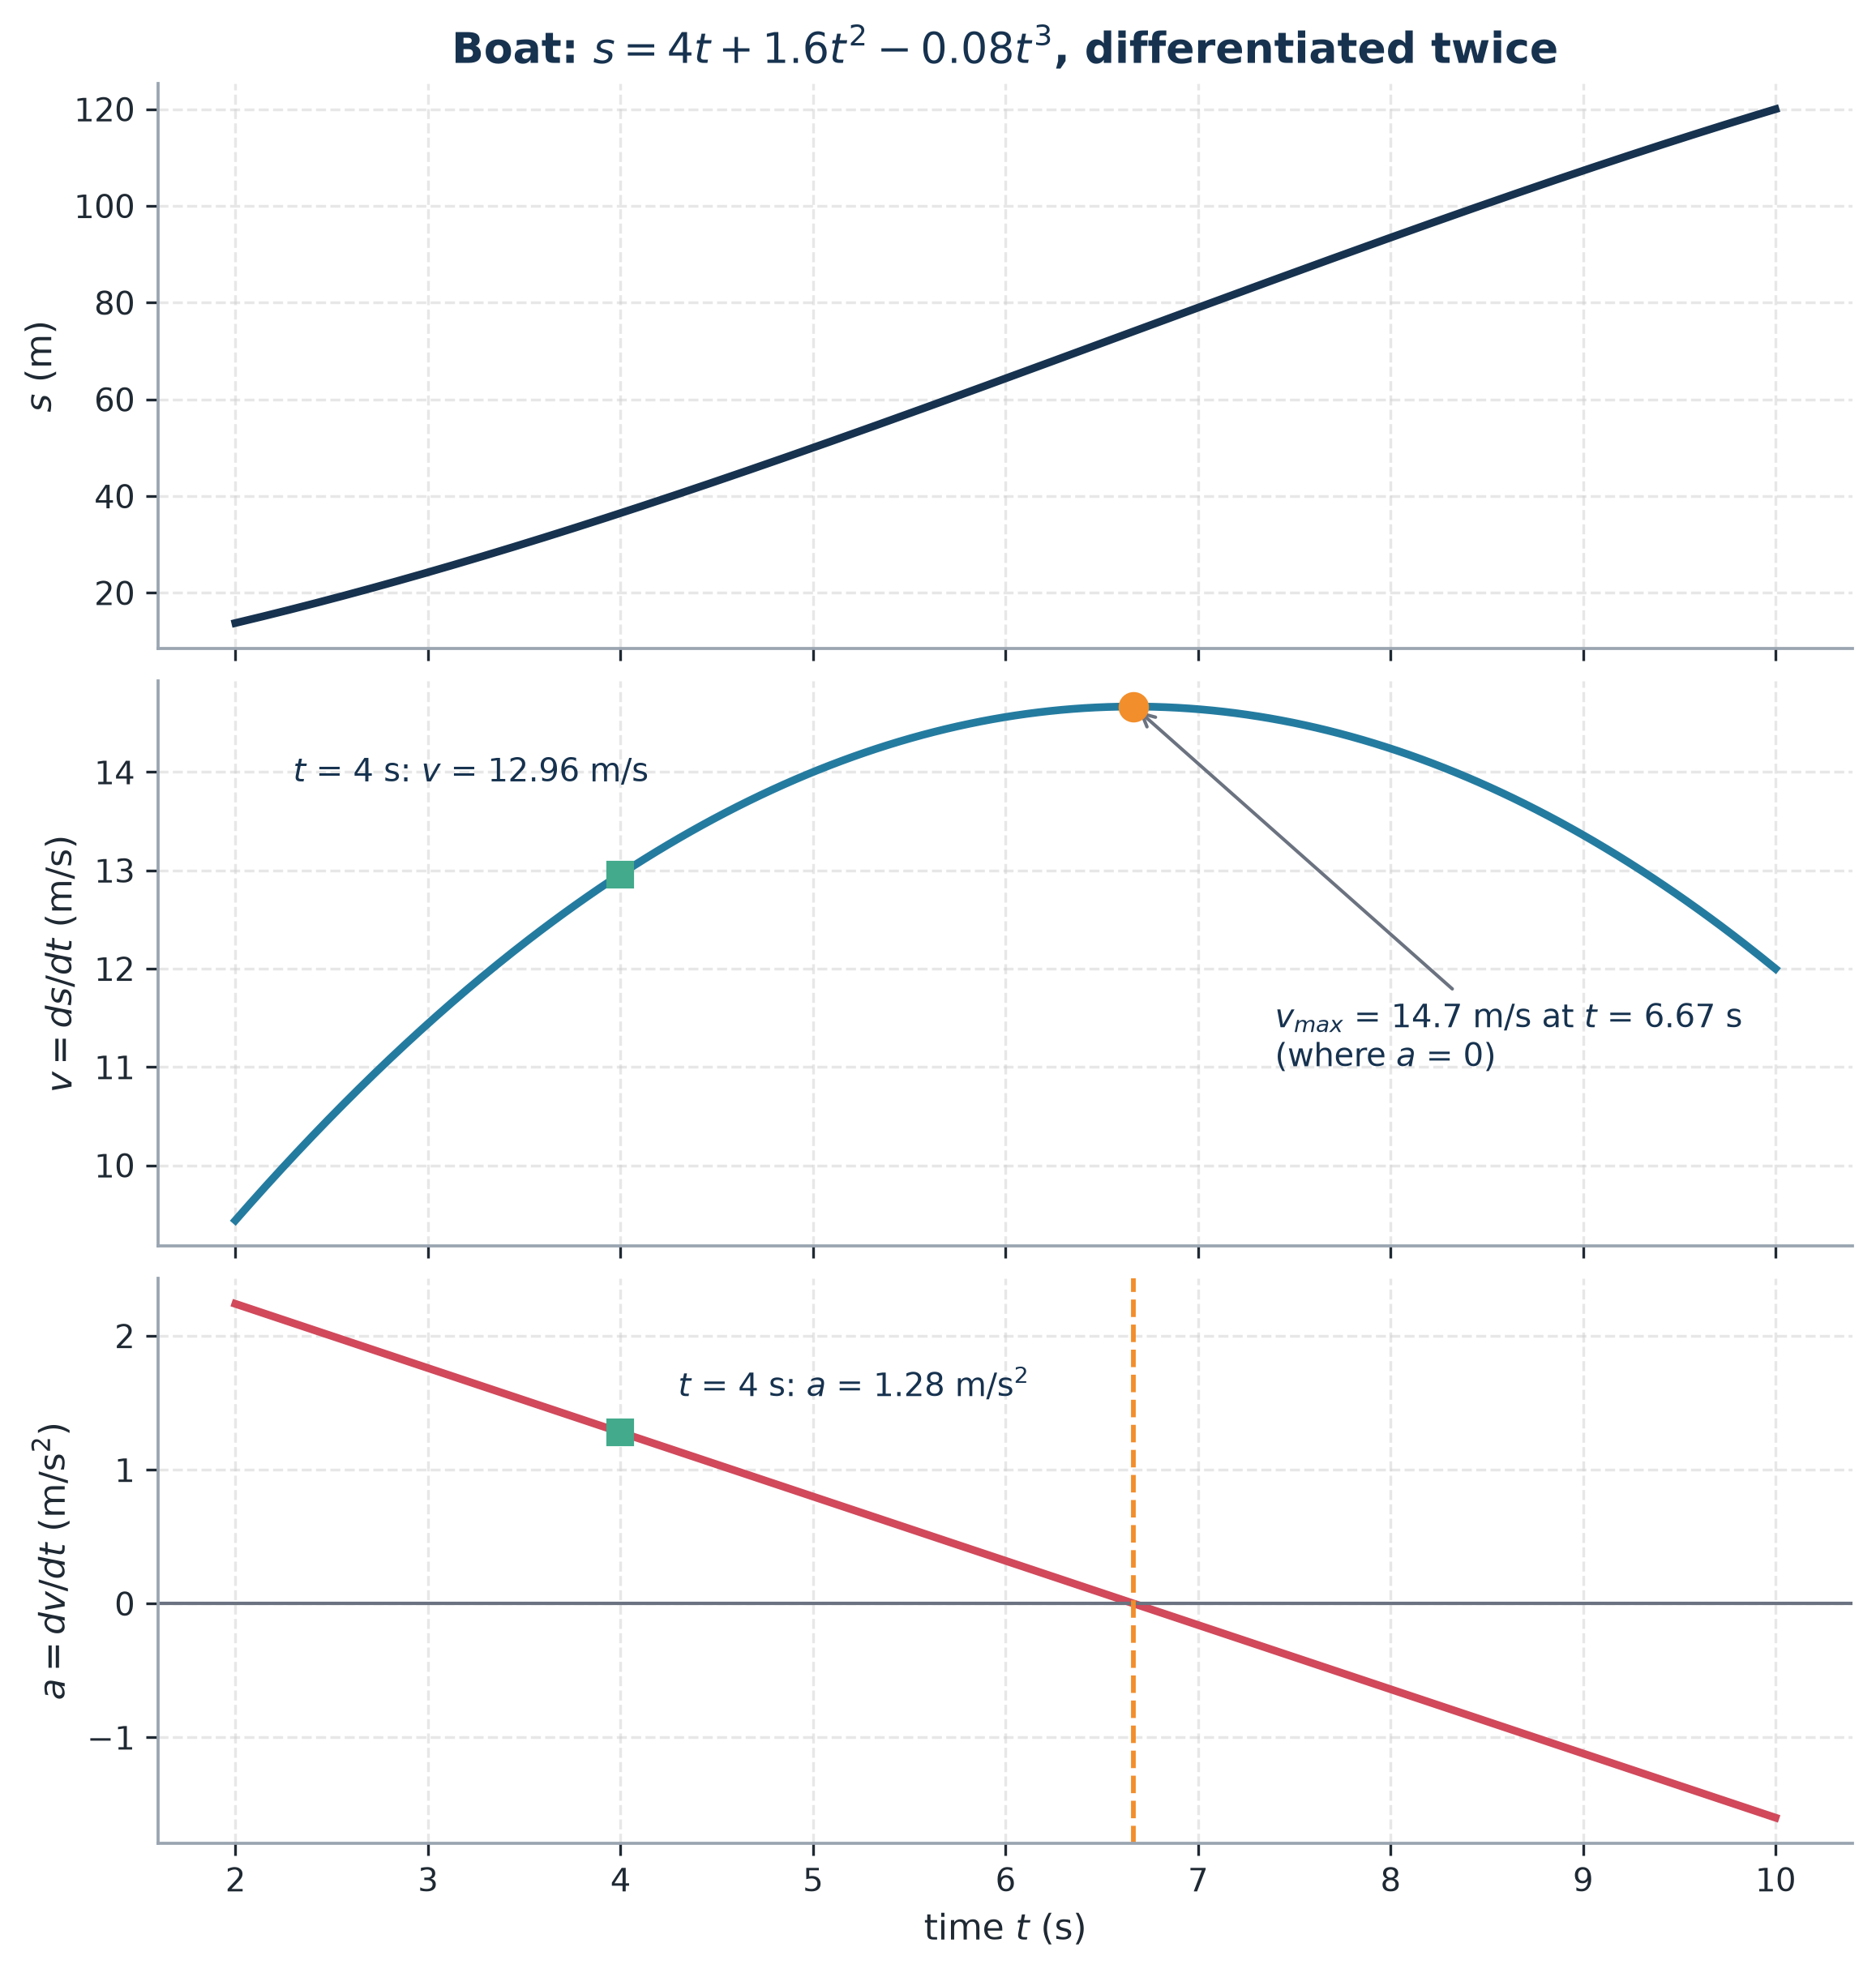 Boat: s = 4t + 1.6t² − 0.08t³, differentiated twice
120
100
80
60
40
20
s (m)
14
13
12
11
10
v = ds/dt (m/s)
t = 4 s: v = 12.96 m/s
v_max = 14.7 m/s at t = 6.67 s
(where a = 0)
2
1
0
−1
a = dv/dt (m/s²)
t = 4 s: a = 1.28 m/s²
2 3 4 5 6 7 8 9 10
time t (s)